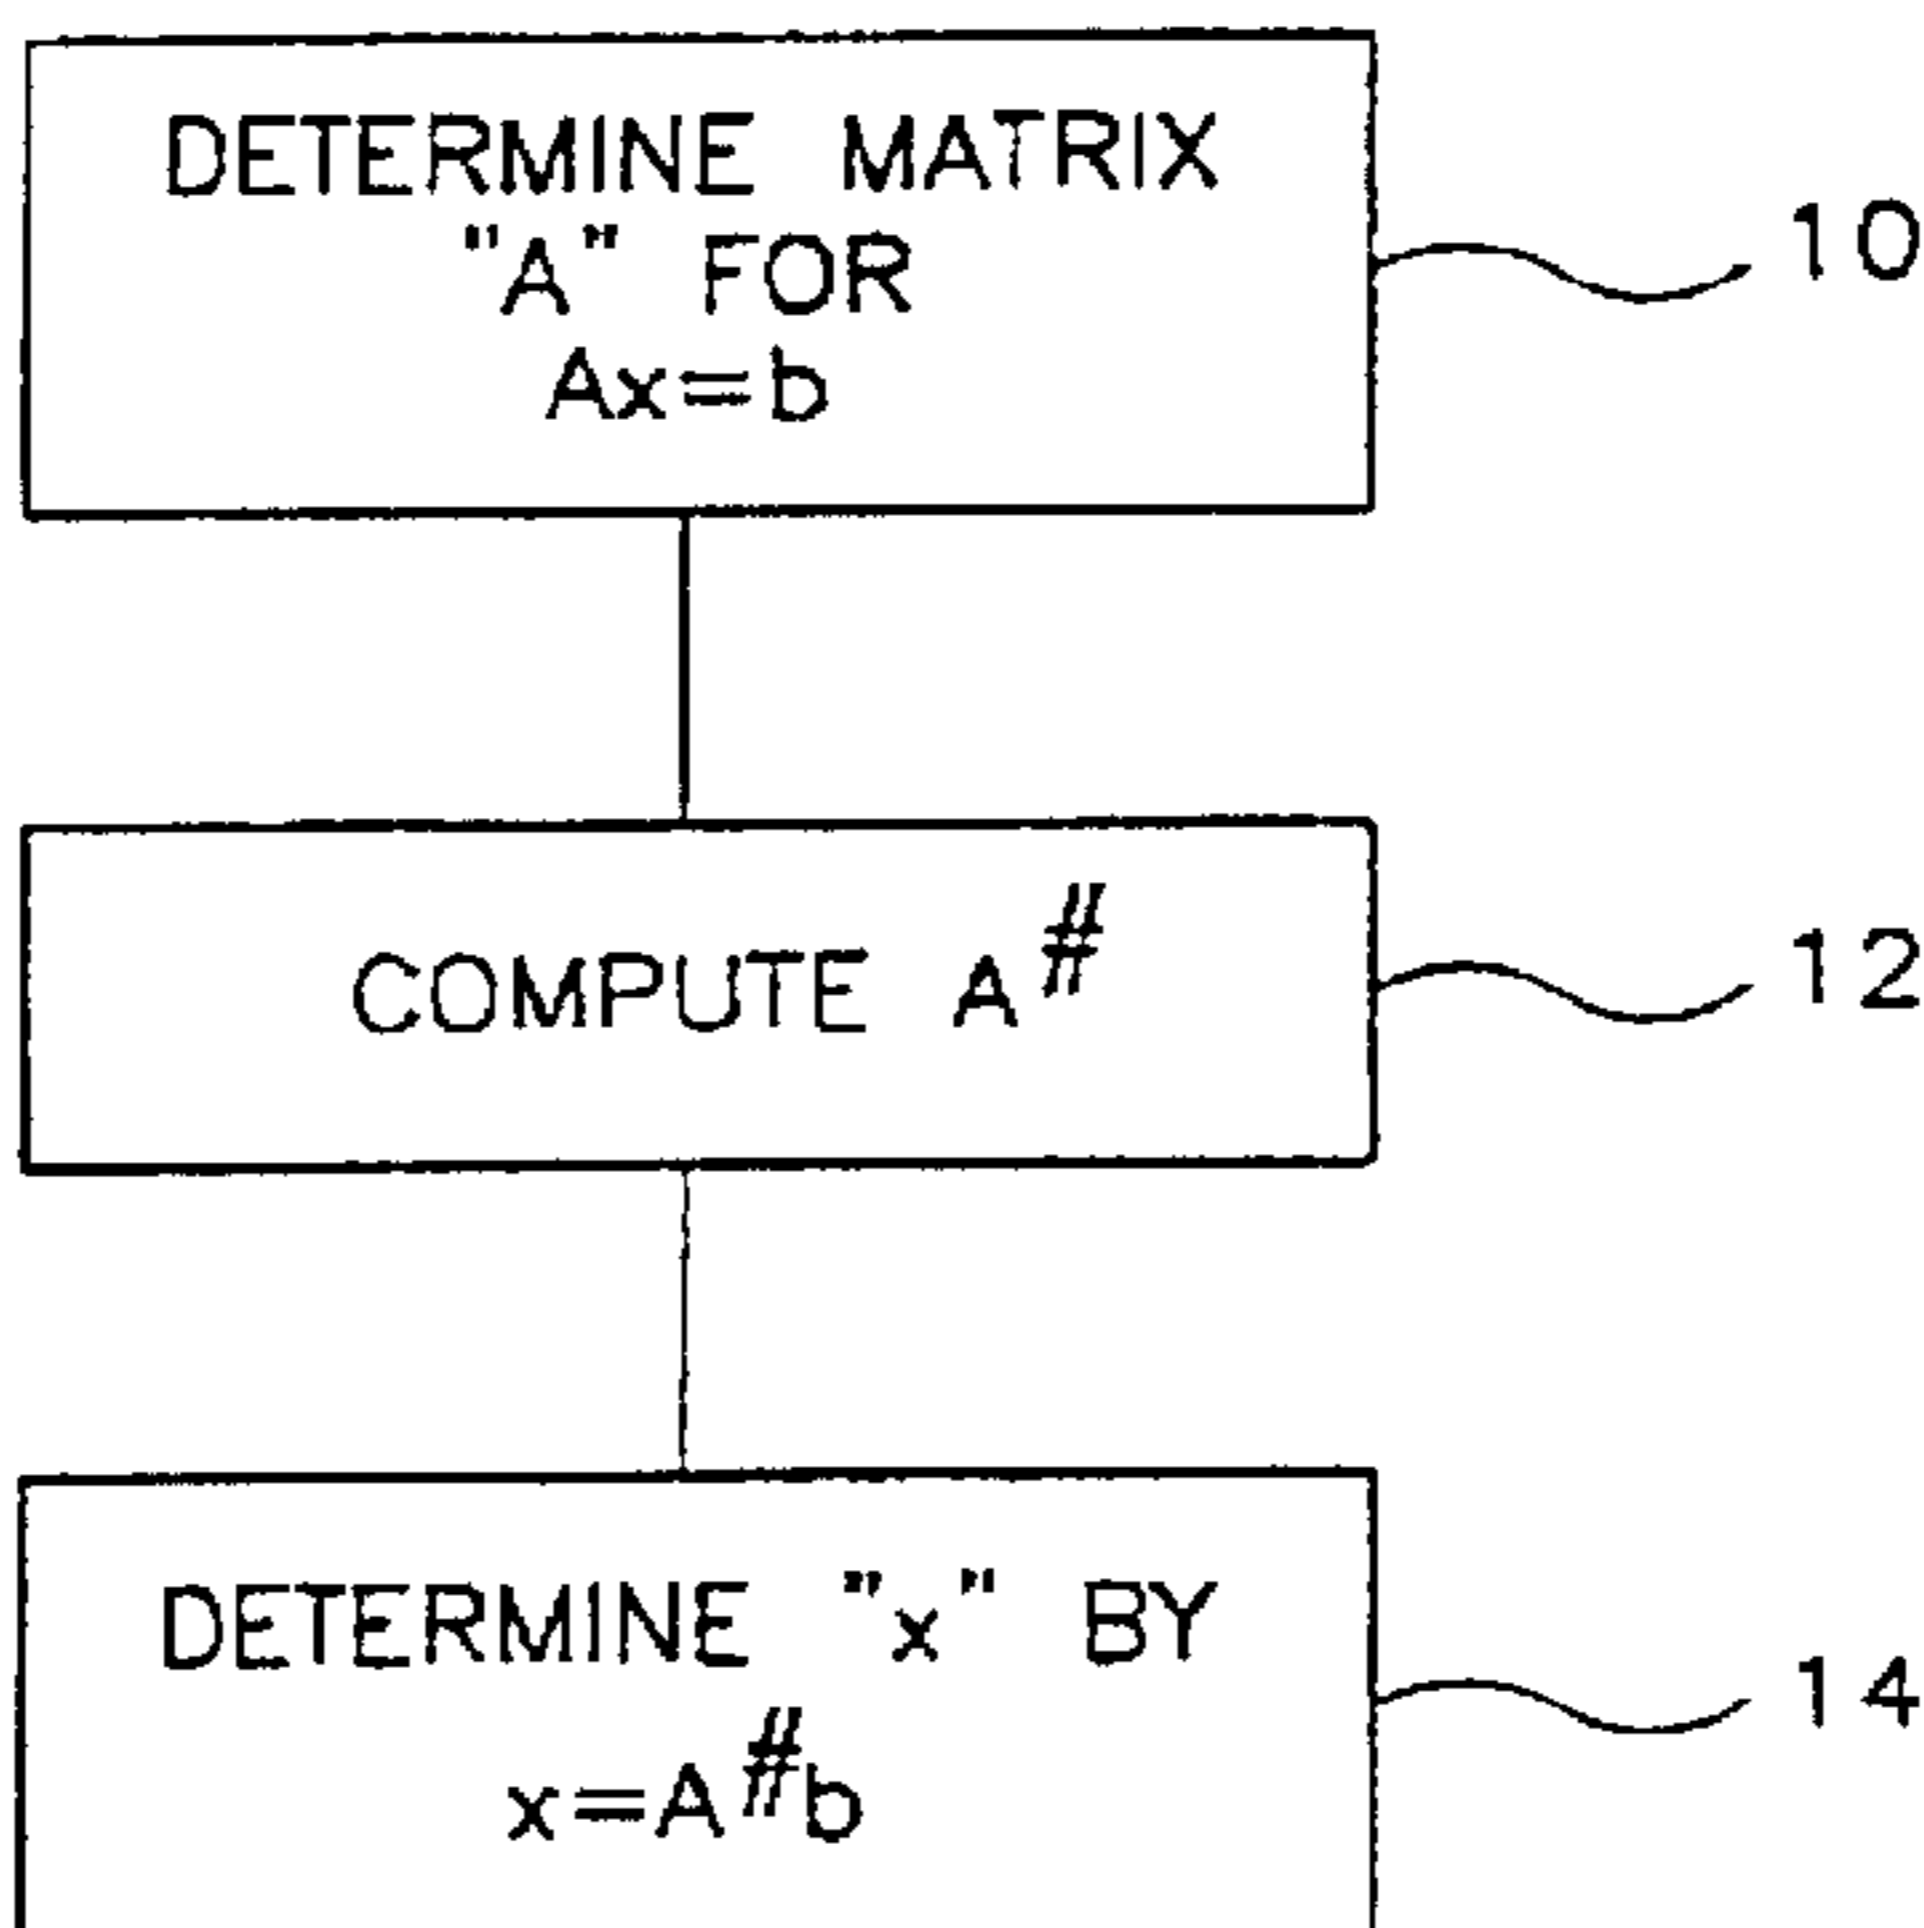 DETERMINE MATRIX
"A" FOR
Ax=b
10
COMPUTE A#
12
DETERMINE "x" BY
x=A#b
14